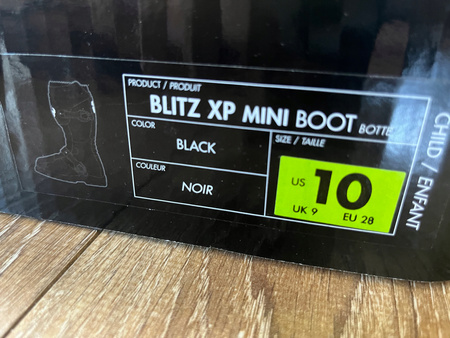 PRODUCT / PRODUIT
BLITZ XP MINI BOOT BOTTE
COLOR
BLACK
COULEUR
NOIR
SIZE / TAILLE
US 10
UK 9 EU 28
CHILD / ENFANT